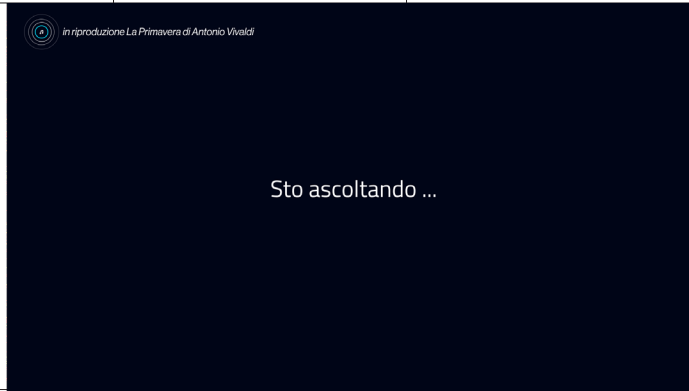 a in riproduzione La Primavera di Antonio Vivaldi
Sto ascoltando ...